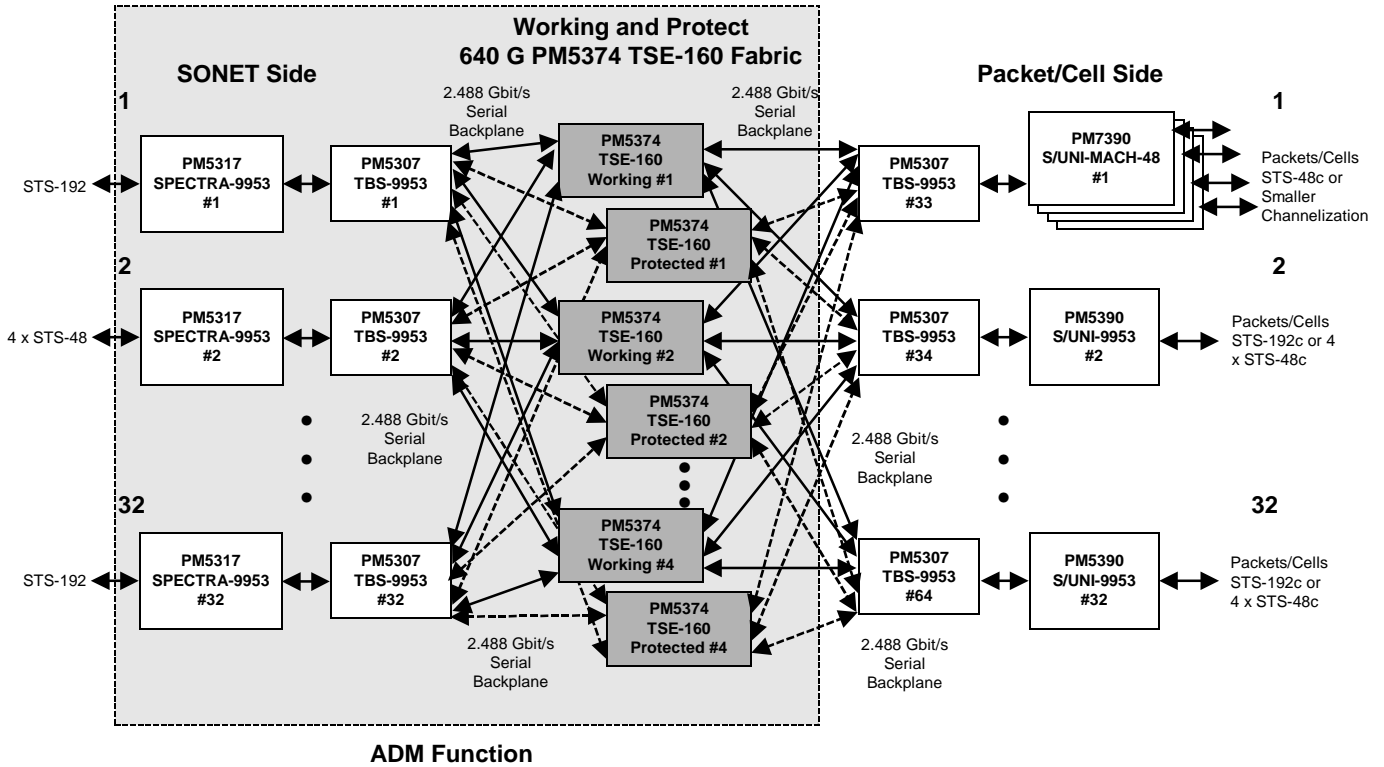 Working and Protect
640 G PM5374 TSE-160 Fabric
SONET Side
Packet/Cell Side
1
2.488 Gbit/s
Serial
Backplane
2.488 Gbit/s
Serial
Backplane
1
STS-192
PM5317
SPECTRA-9953
#1
PM5307
TBS-9953
#1
PM5374
TSE-160
Working #1
PM5307
TBS-9953
#33
PM7390
S/UNI-MACH-48
#1
Packets/Cells
STS-48c or
Smaller
Channelization
PM5374
TSE-160
Protected #1
2
2
4 x STS-48
PM5317
SPECTRA-9953
#2
PM5307
TBS-9953
#2
PM5374
TSE-160
Working #2
PM5307
TBS-9953
#34
PM5390
S/UNI-9953
#2
Packets/Cells
STS-192c or 4
x STS-48c
PM5374
TSE-160
Protected #2
2.488 Gbit/s
Serial
Backplane
2.488 Gbit/s
Serial
Backplane
32
32
STS-192
PM5317
SPECTRA-9953
#32
PM5307
TBS-9953
#32
PM5374
TSE-160
Working #4
PM5307
TBS-9953
#64
PM5390
S/UNI-9953
#32
Packets/Cells
STS-192c or
4 x STS-48c
PM5374
TSE-160
Protected #4
2.488 Gbit/s
Serial
Backplane
2.488 Gbit/s
Serial
Backplane
ADM Function